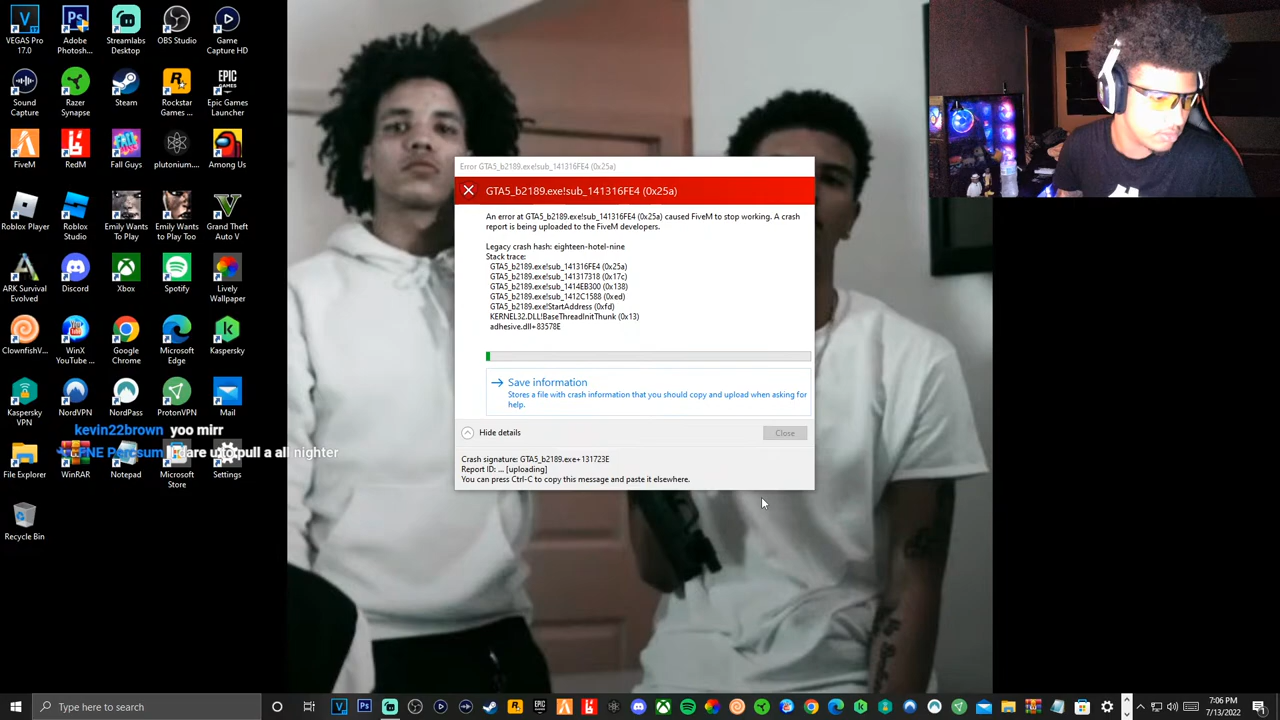 VEGAS Pro
17.0
Adobe
Photosh...
Streamlabs
Desktop
OBS Studio
Game
Capture HD
Sound
Capture
Razer
Synapse
Steam
Rockstar
Games ...
Epic Games
Launcher
FiveM
RedM
Fall Guys
plutonium....
Among Us
Roblox Player
Roblox
Studio
Emily Wants
To Play
Emily Wants
to Play Too
Grand Theft
Auto V
ARK Survival
Evolved
Discord
Xbox
Spotify
Lively
Wallpaper
ClownfishV...
WinX
YouTube ...
Google
Chrome
Microsoft
Edge
Kaspersky
Kaspersky
VPN
NordVPN
NordPass
ProtonVPN
Mail
kevin22brown yoo mirr
dare u to pull a all nighter
File Explorer
WinRAR
Notepad
Microsoft
Store
Settings
Recycle Bin
Error GTA5_b2189.exe!sub_141316FE4 (0x25a)
GTA5_b2189.exe!sub_141316FE4 (0x25a)
An error at GTA5_b2189.exe!sub_141316FE4 (0x25a) caused FiveM to stop working. A crash
report is being uploaded to the FiveM developers.
Legacy crash hash: eighteen-hotel-nine
Stack trace:
GTA5_b2189.exe!sub_141316FE4 (0x25a)
GTA5_b2189.exe!sub_141317318 (0x17c)
GTA5_b2189.exe!sub_1414EB300 (0x138)
GTA5_b2189.exe!sub_1412C1588 (0xed)
GTA5_b2189.exe!StartAddress (0xfd)
KERNEL32.DLL!BaseThreadInitThunk (0x13)
adhesive.dll+83578E
Save information
Stores a file with crash information that you should copy and upload when asking for
help.
Hide details
Close
Crash signature: GTA5_b2189.exe+131723E
Report ID: ... [uploading]
You can press Ctrl-C to copy this message and paste it elsewhere.
Type here to search
7:06 PM
7/13/2022